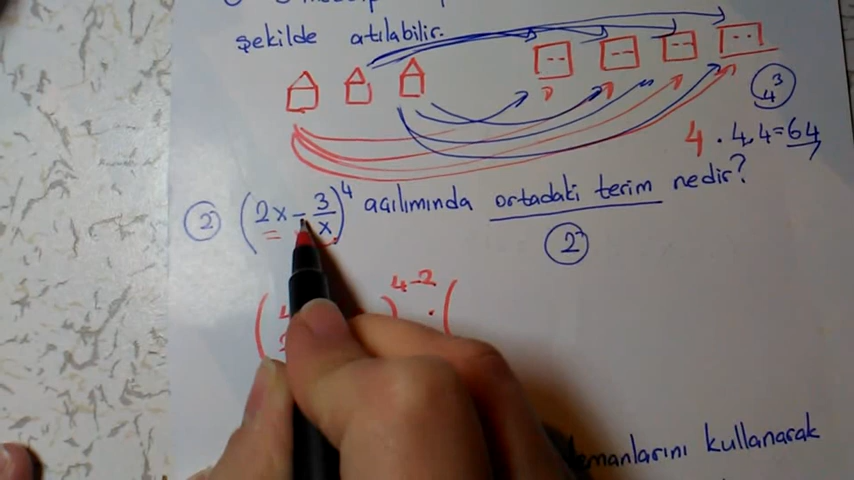 şekilde atılabilir.
4³
4 . 4.4=64
② (2x - 3/x)⁴ açılımında ortadaki terim nedir?
2
( )⁴⁻² . (
emanlarını kullanarak